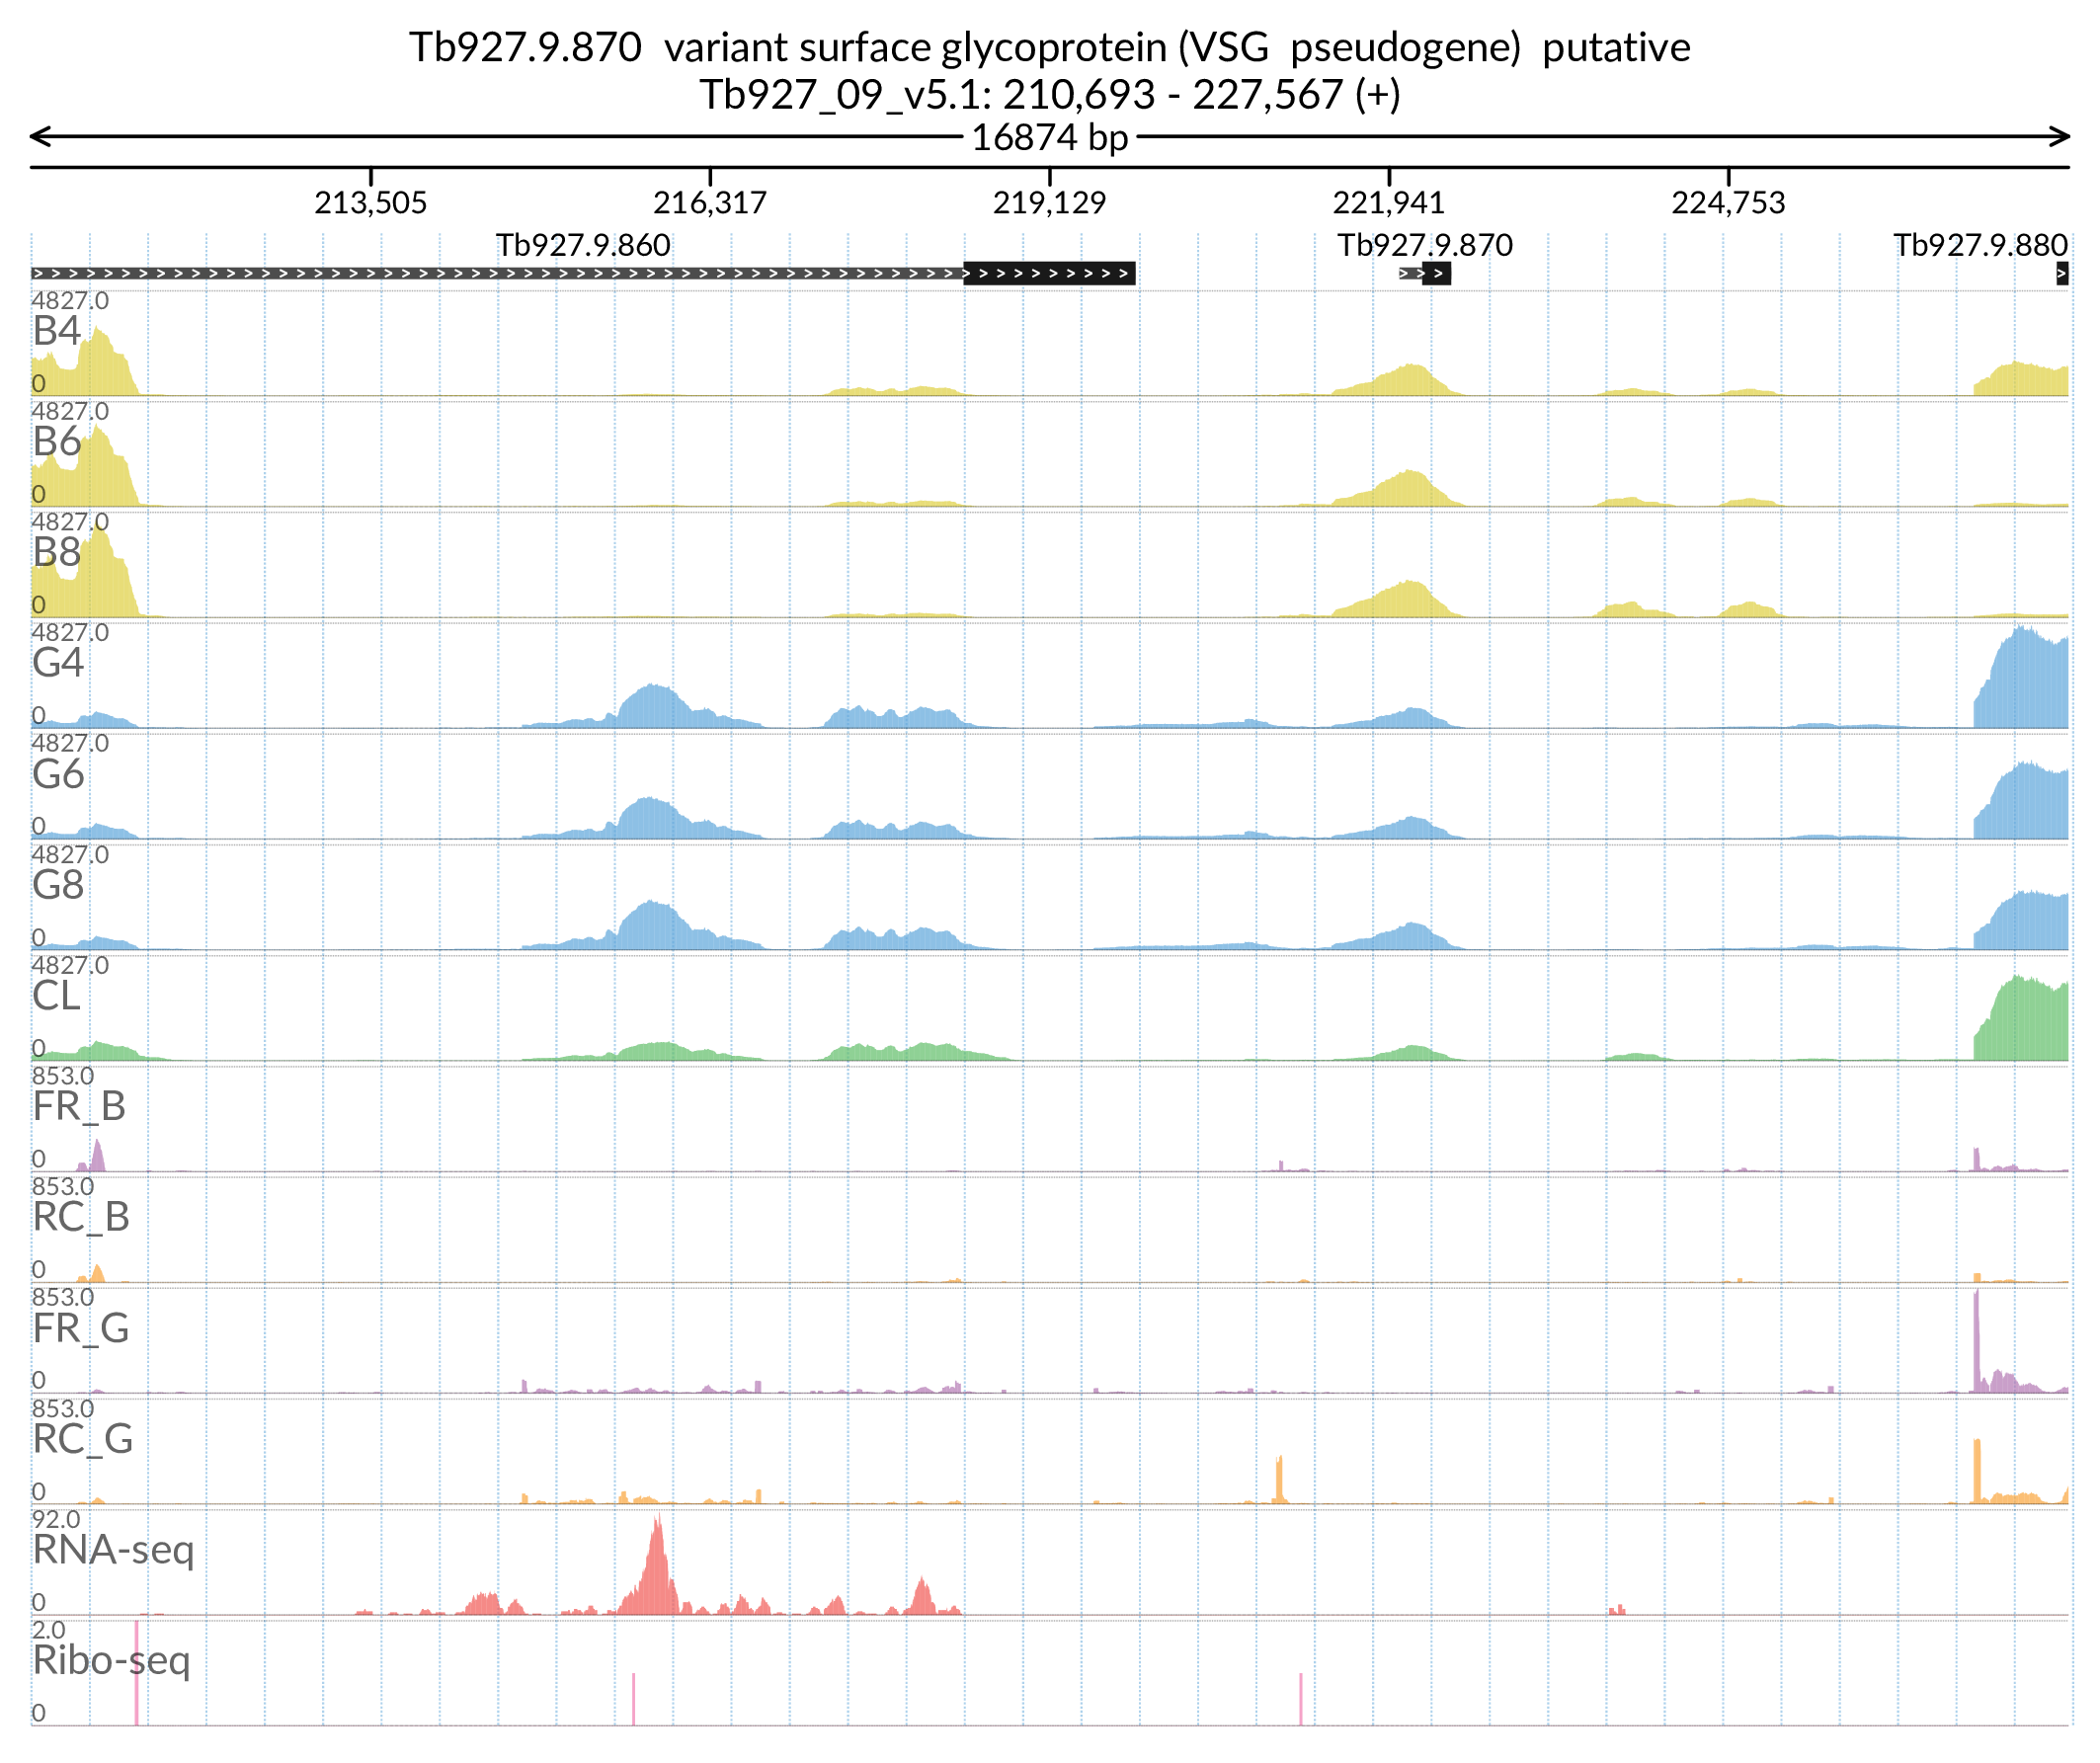 Tb927.9.870 variant surface glycoprotein (VSG pseudogene) putative
Tb927_09_v5.1: 210,693 - 227,567 (+)
16874 bp
213,505 216,317 219,129 221,941 224,753
Tb927.9.860 Tb927.9.870 Tb927.9.880
4827.0
B4
0
4827.0
B6
0
4827.0
B8
0
4827.0
G4
0
4827.0
G6
0
4827.0
G8
0
4827.0
CL
0
853.0
FR_B
0
853.0
RC_B
0
853.0
FR_G
0
853.0
RC_G
0
92.0
RNA-seq
0
2.0
Ribo-seq
0